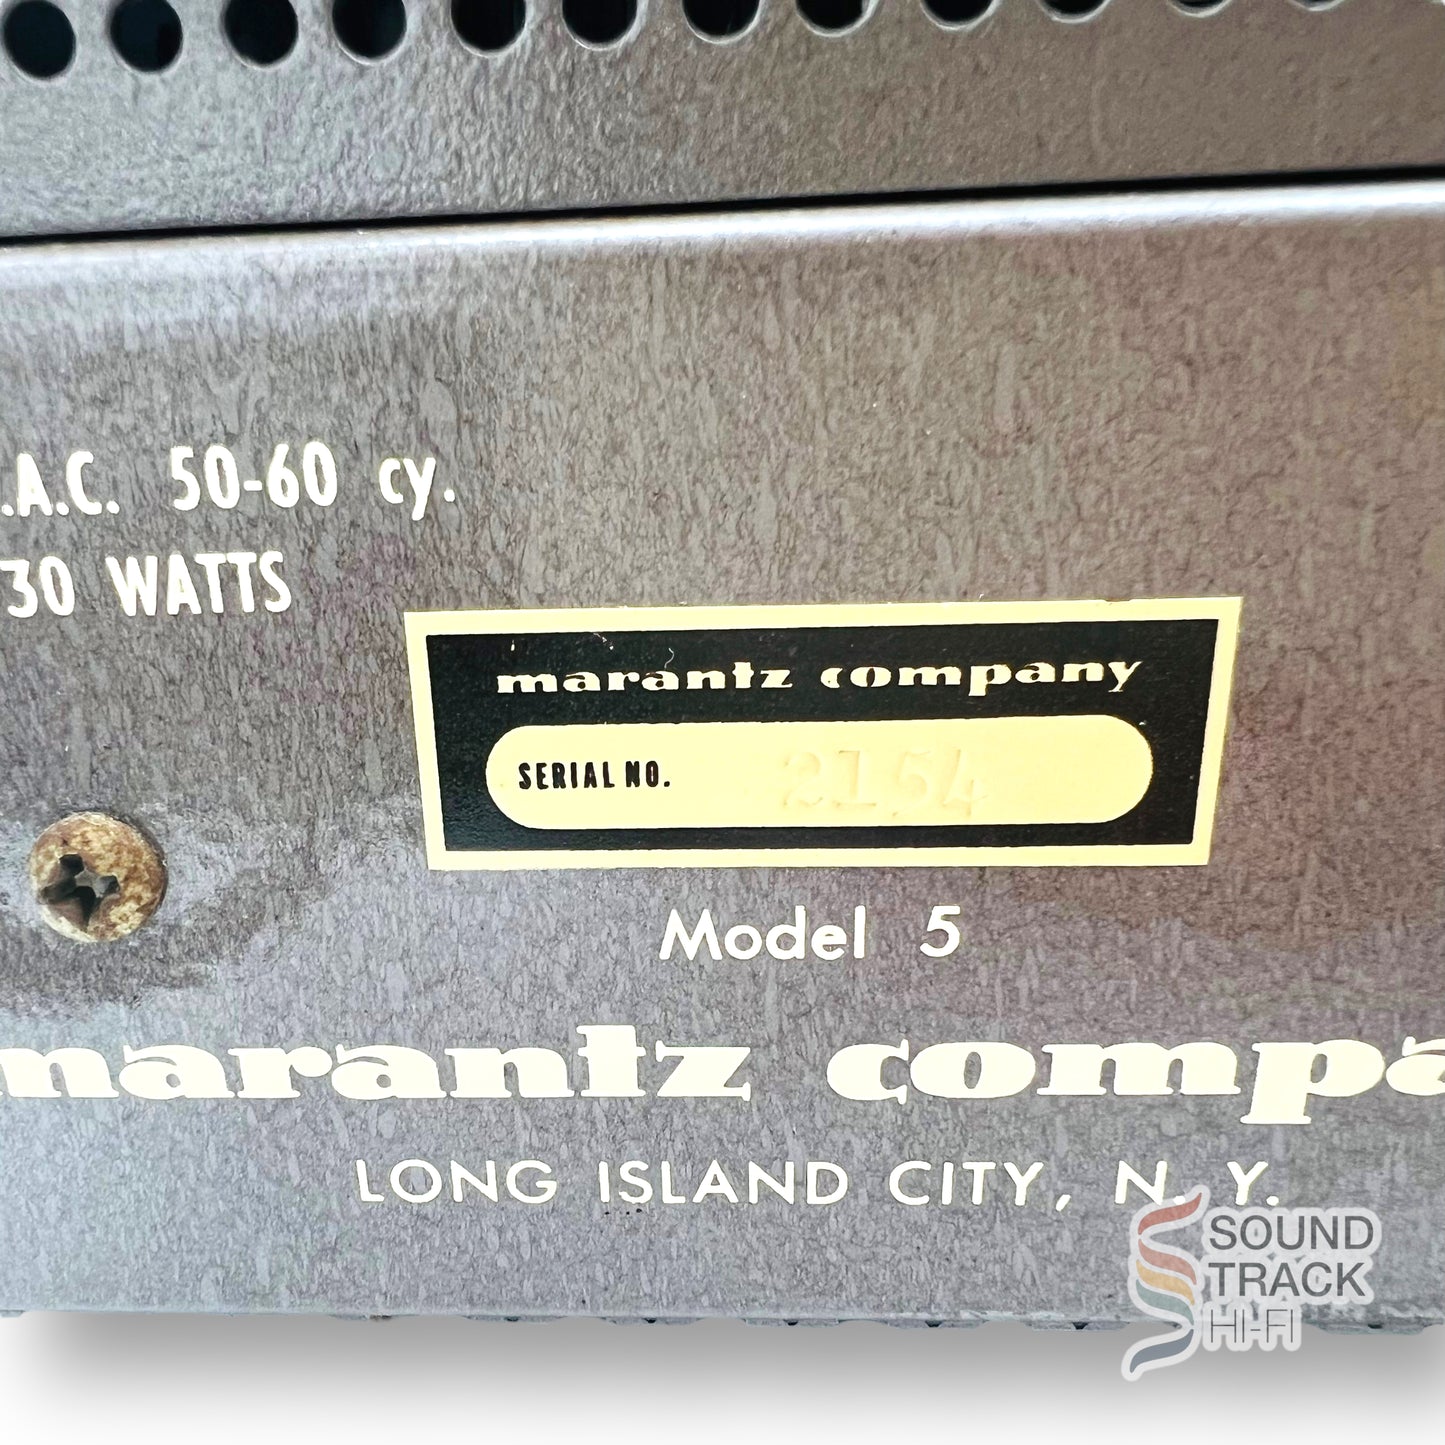 .A.C. 50-60 cy.
30 WATTS
marantz company
SERIAL NO. 2154
Model 5
marantz compa
LONG ISLAND CITY, N. Y.
SOUND
TRACK
HI-FI